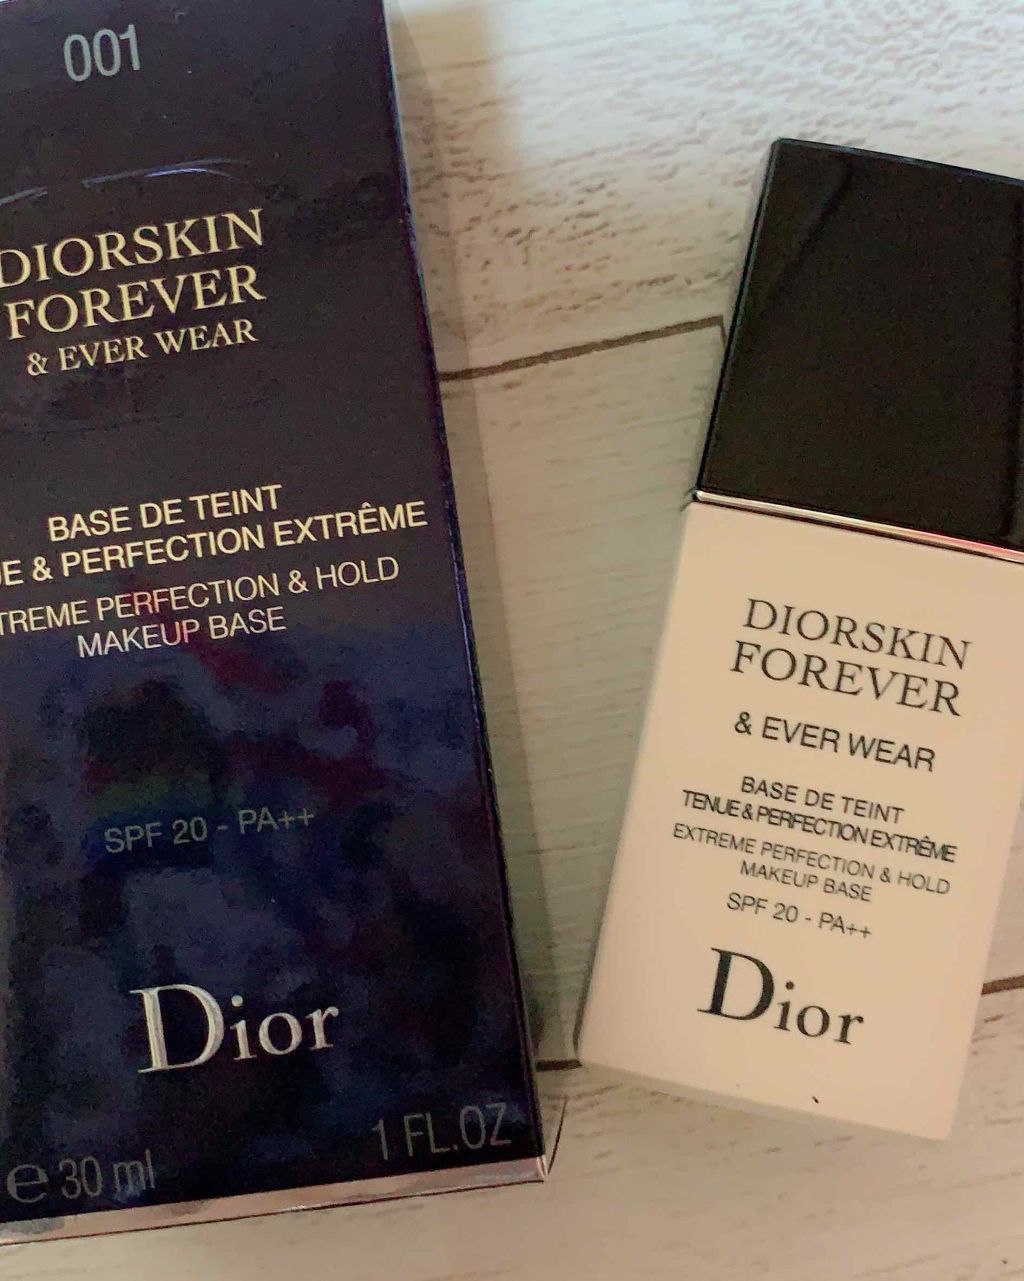 001
DIORSKIN
FOREVER
& EVER WEAR
BASE DE TEINT
& PERFECTION EXTRÊME
PERFECTION & HOLD
MAKEUP BASE
SPF 20 - PA++
Dior
1 FL.OZ
e 30 ml
DIORSKIN
FOREVER
& EVER WEAR
BASE DE TEINT
TENUE & PERFECTION EXTRÊME
EXTREME PERFECTION & HOLD
MAKEUP BASE
SPF 20 - PA++
Dior